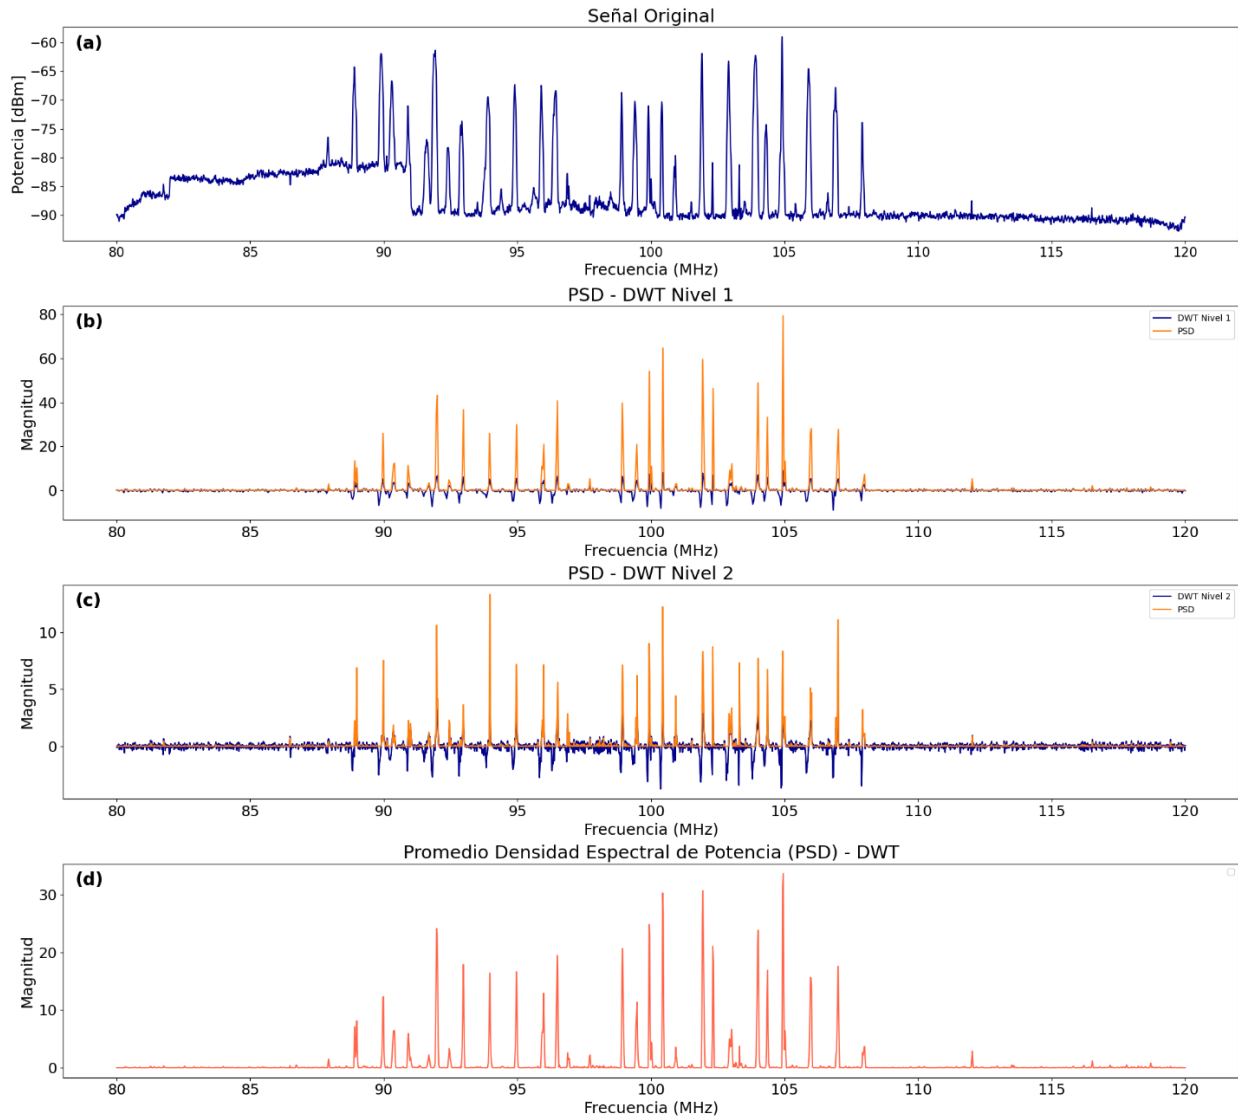 Señal Original
(a)
−60
−65
−70
−75
−80
−85
−90
Potencia [dBm]
80 85 90 95 100 105 110 115 120
Frecuencia (MHz)
PSD - DWT Nivel 1
(b)
DWT Nivel 1
PSD
80
60
40
20
0
Magnitud
80 85 90 95 100 105 110 115 120
Frecuencia (MHz)
PSD - DWT Nivel 2
(c)
DWT Nivel 2
PSD
10
5
0
Magnitud
80 85 90 95 100 105 110 115 120
Frecuencia (MHz)
Promedio Densidad Espectral de Potencia (PSD) - DWT
(d)
30
20
10
0
Magnitud
80 85 90 95 100 105 110 115 120
Frecuencia (MHz)